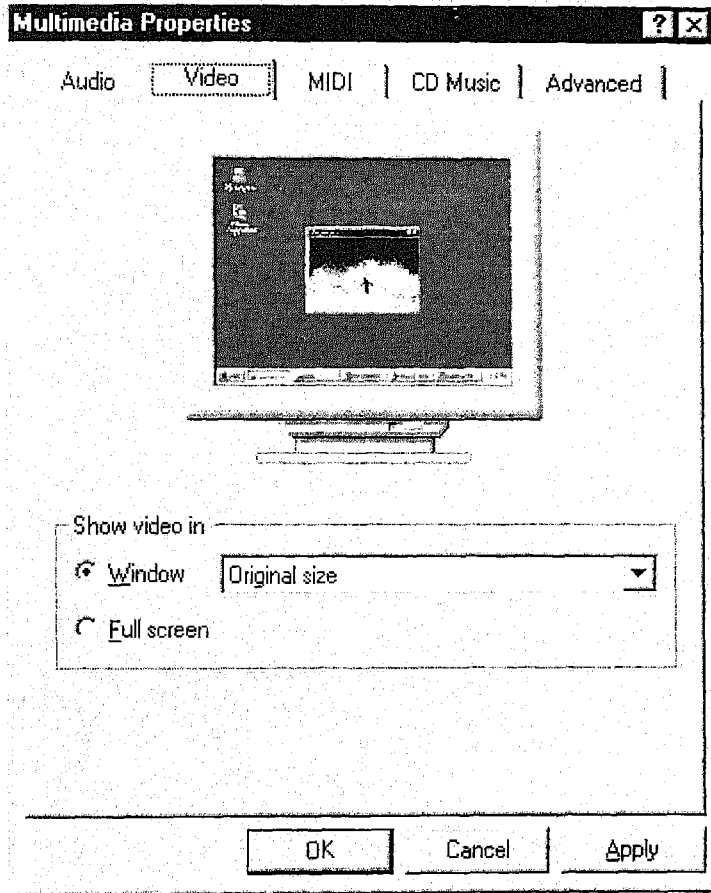 Multimedia Properties
Audio Video MIDI CD Music Advanced
Show video in
Window Original size
Full screen
OK Cancel Apply